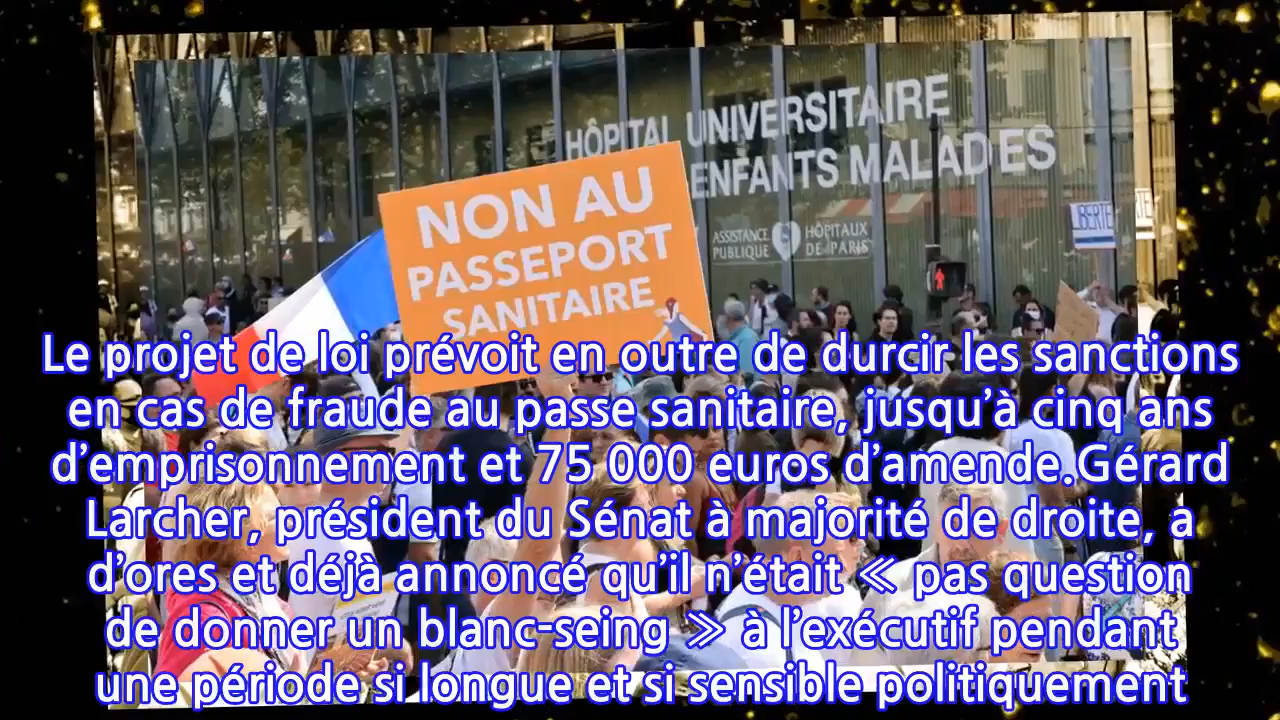 HÔPITAL UNIVERSITAIRE
ENFANTS MALADES
ASSISTANCE PUBLIQUE
HÔPITAUX DE PARIS
LIBERTE
NON AU
PASSEPORT
SANITAIRE
Le projet de loi prévoit en outre de durcir les sanctions
en cas de fraude au passe sanitaire, jusqu’à cinq ans
d’emprisonnement et 75 000 euros d’amende.Gérard
Larcher, président du Sénat à majorité de droite, a
d’ores et déjà annoncé qu’il n’était ≪ pas question
de donner un blanc-seing ≫ à l’exécutif pendant
une période si longue et si sensible politiquement